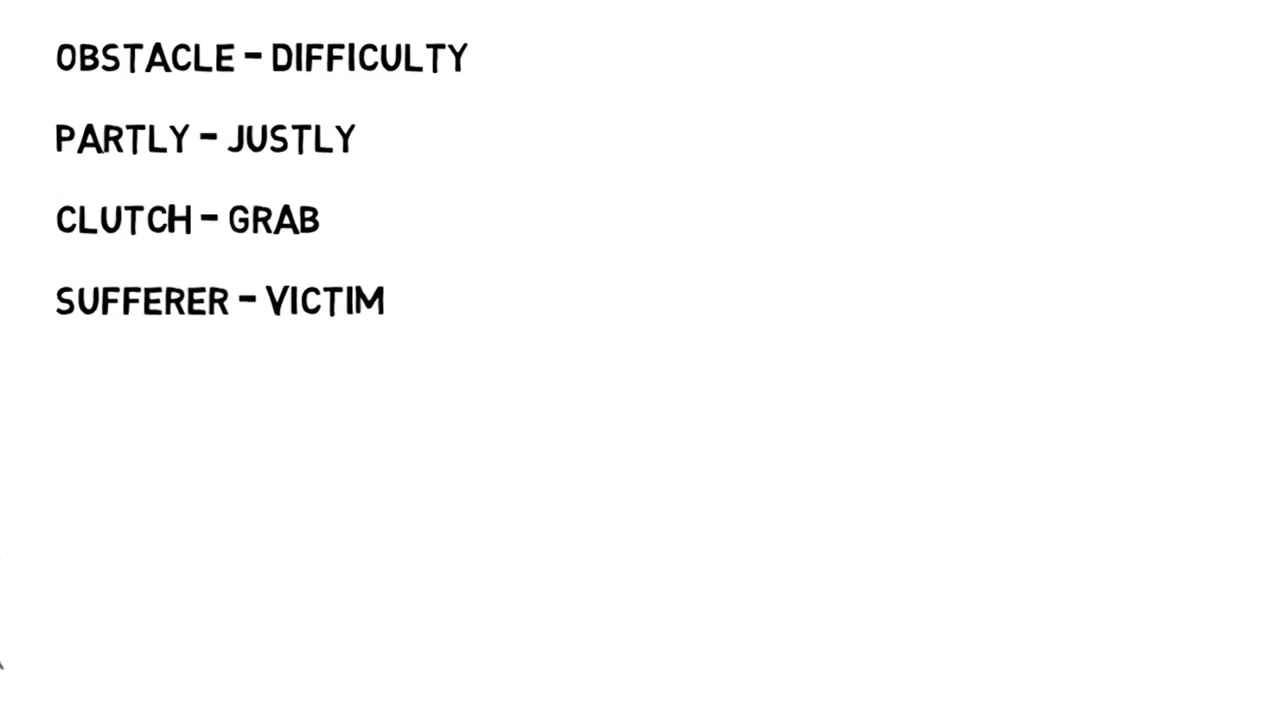 OBSTACLE – DIFFICULTY
PARTLY – JUSTLY
CLUTCH – GRAB
SUFFERER – VICTIM